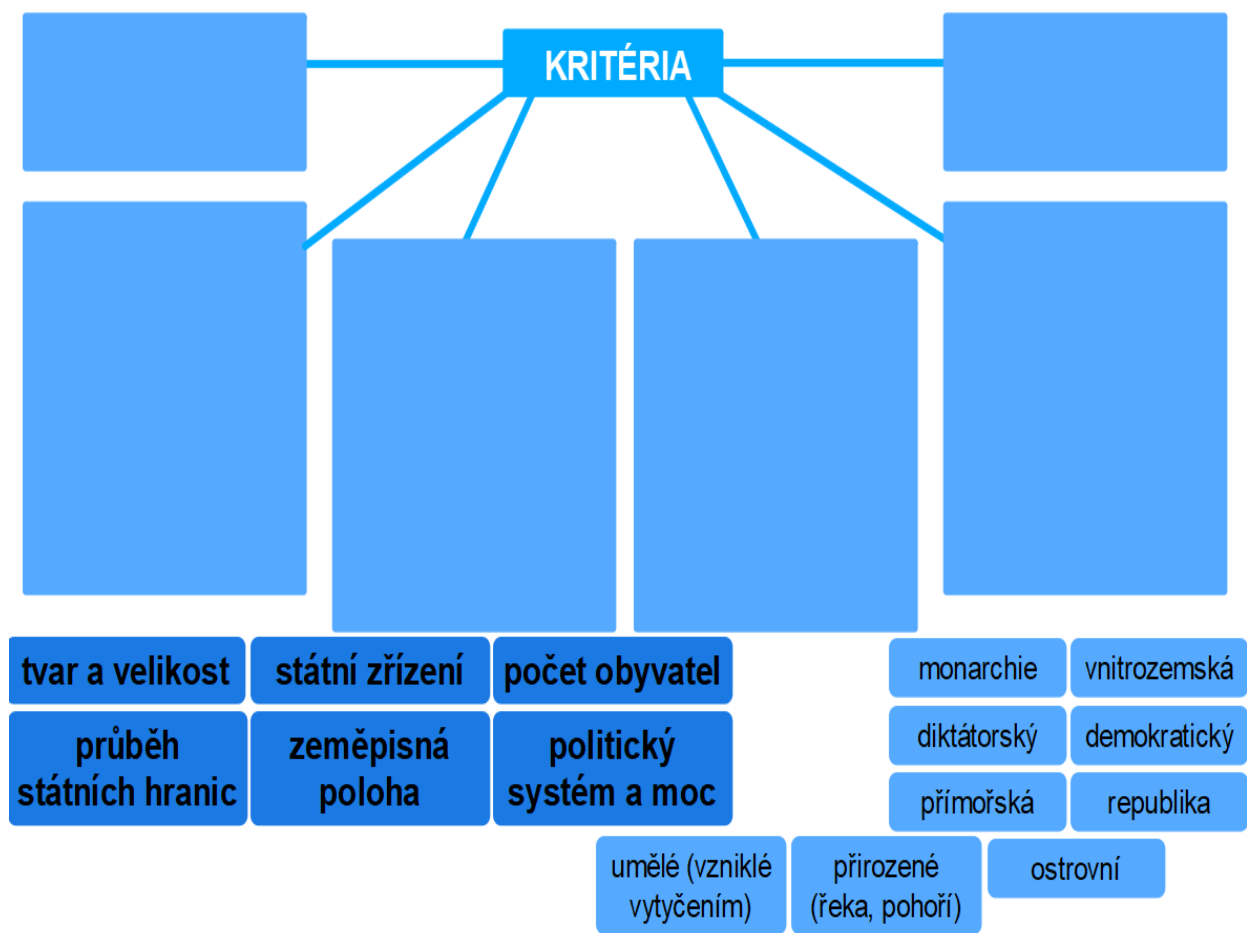 KRITÉRIA
tvar a velikost
státní zřízení
počet obyvatel
průběh
státních hranic
zeměpisná
poloha
politický
systém a moc
monarchie
vnitrozemská
diktátorský
demokratický
přímořská
republika
umělé (vzniklé
vytyčením)
přirozené
(řeka, pohoří)
ostrovní